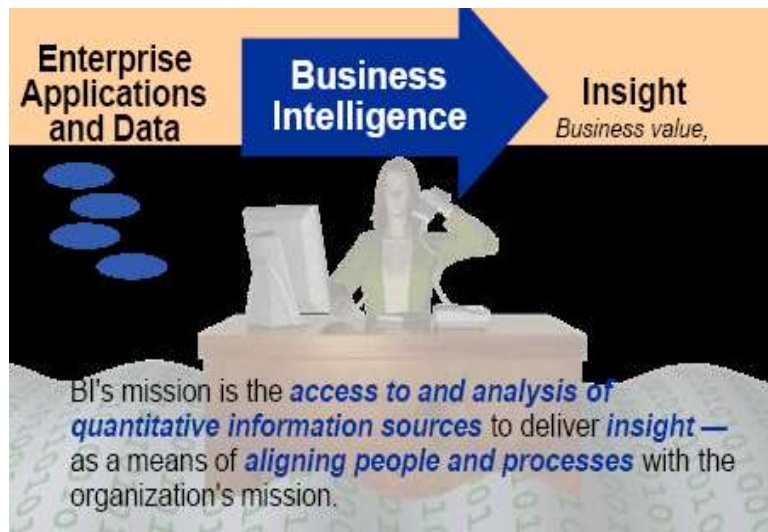 Enterprise
Applications
and Data
Business
Intelligence
Insight
Business value,
BI's mission is the access to and analysis of
quantitative information sources to deliver insight —
as a means of aligning people and processes with the
organization's mission.